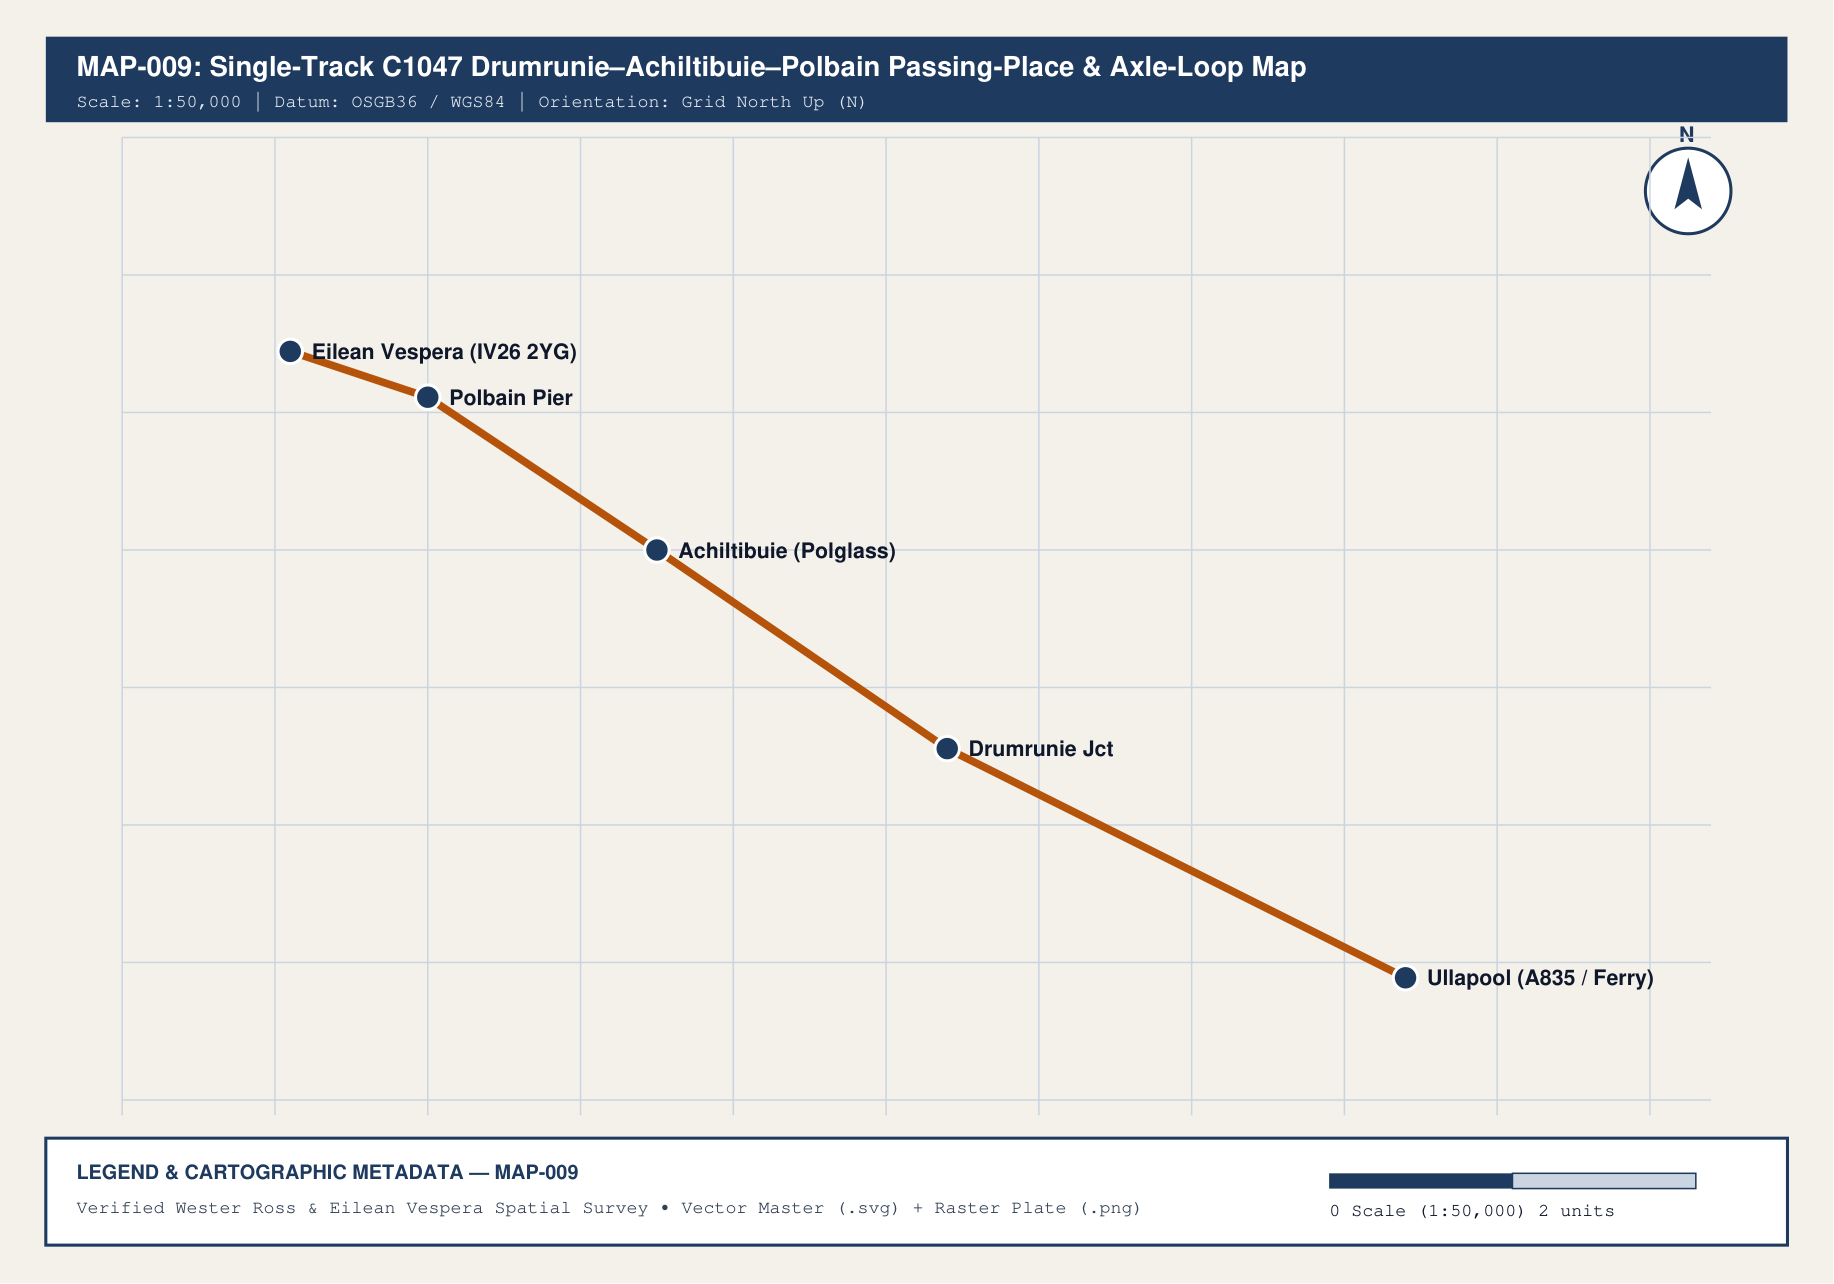 MAP-009: Single-Track C1047 Drumrunie–Achiltibuie–Polbain Passing-Place & Axle-Loop Map
Scale: 1:50,000 │ Datum: OSGB36 / WGS84 │ Orientation: Grid North Up (N)
N
Eilean Vespera (IV26 2YG)
Polbain Pier
Achiltibuie (Polglass)
Drumrunie Jct
Ullapool (A835 / Ferry)
LEGEND & CARTOGRAPHIC METADATA — MAP-009
Verified Wester Ross & Eilean Vespera Spatial Survey • Vector Master (.svg) + Raster Plate (.png)
0 Scale (1:50,000) 2 units